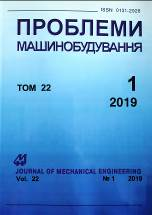 ISSN 0131-2928
ПРОБЛЕМИ
МАШИНОБУДУВАННЯ
ТОМ 22
1
2019
JOURNAL OF MECHANICAL ENGINEERING
Vol. 22 № 1 2019